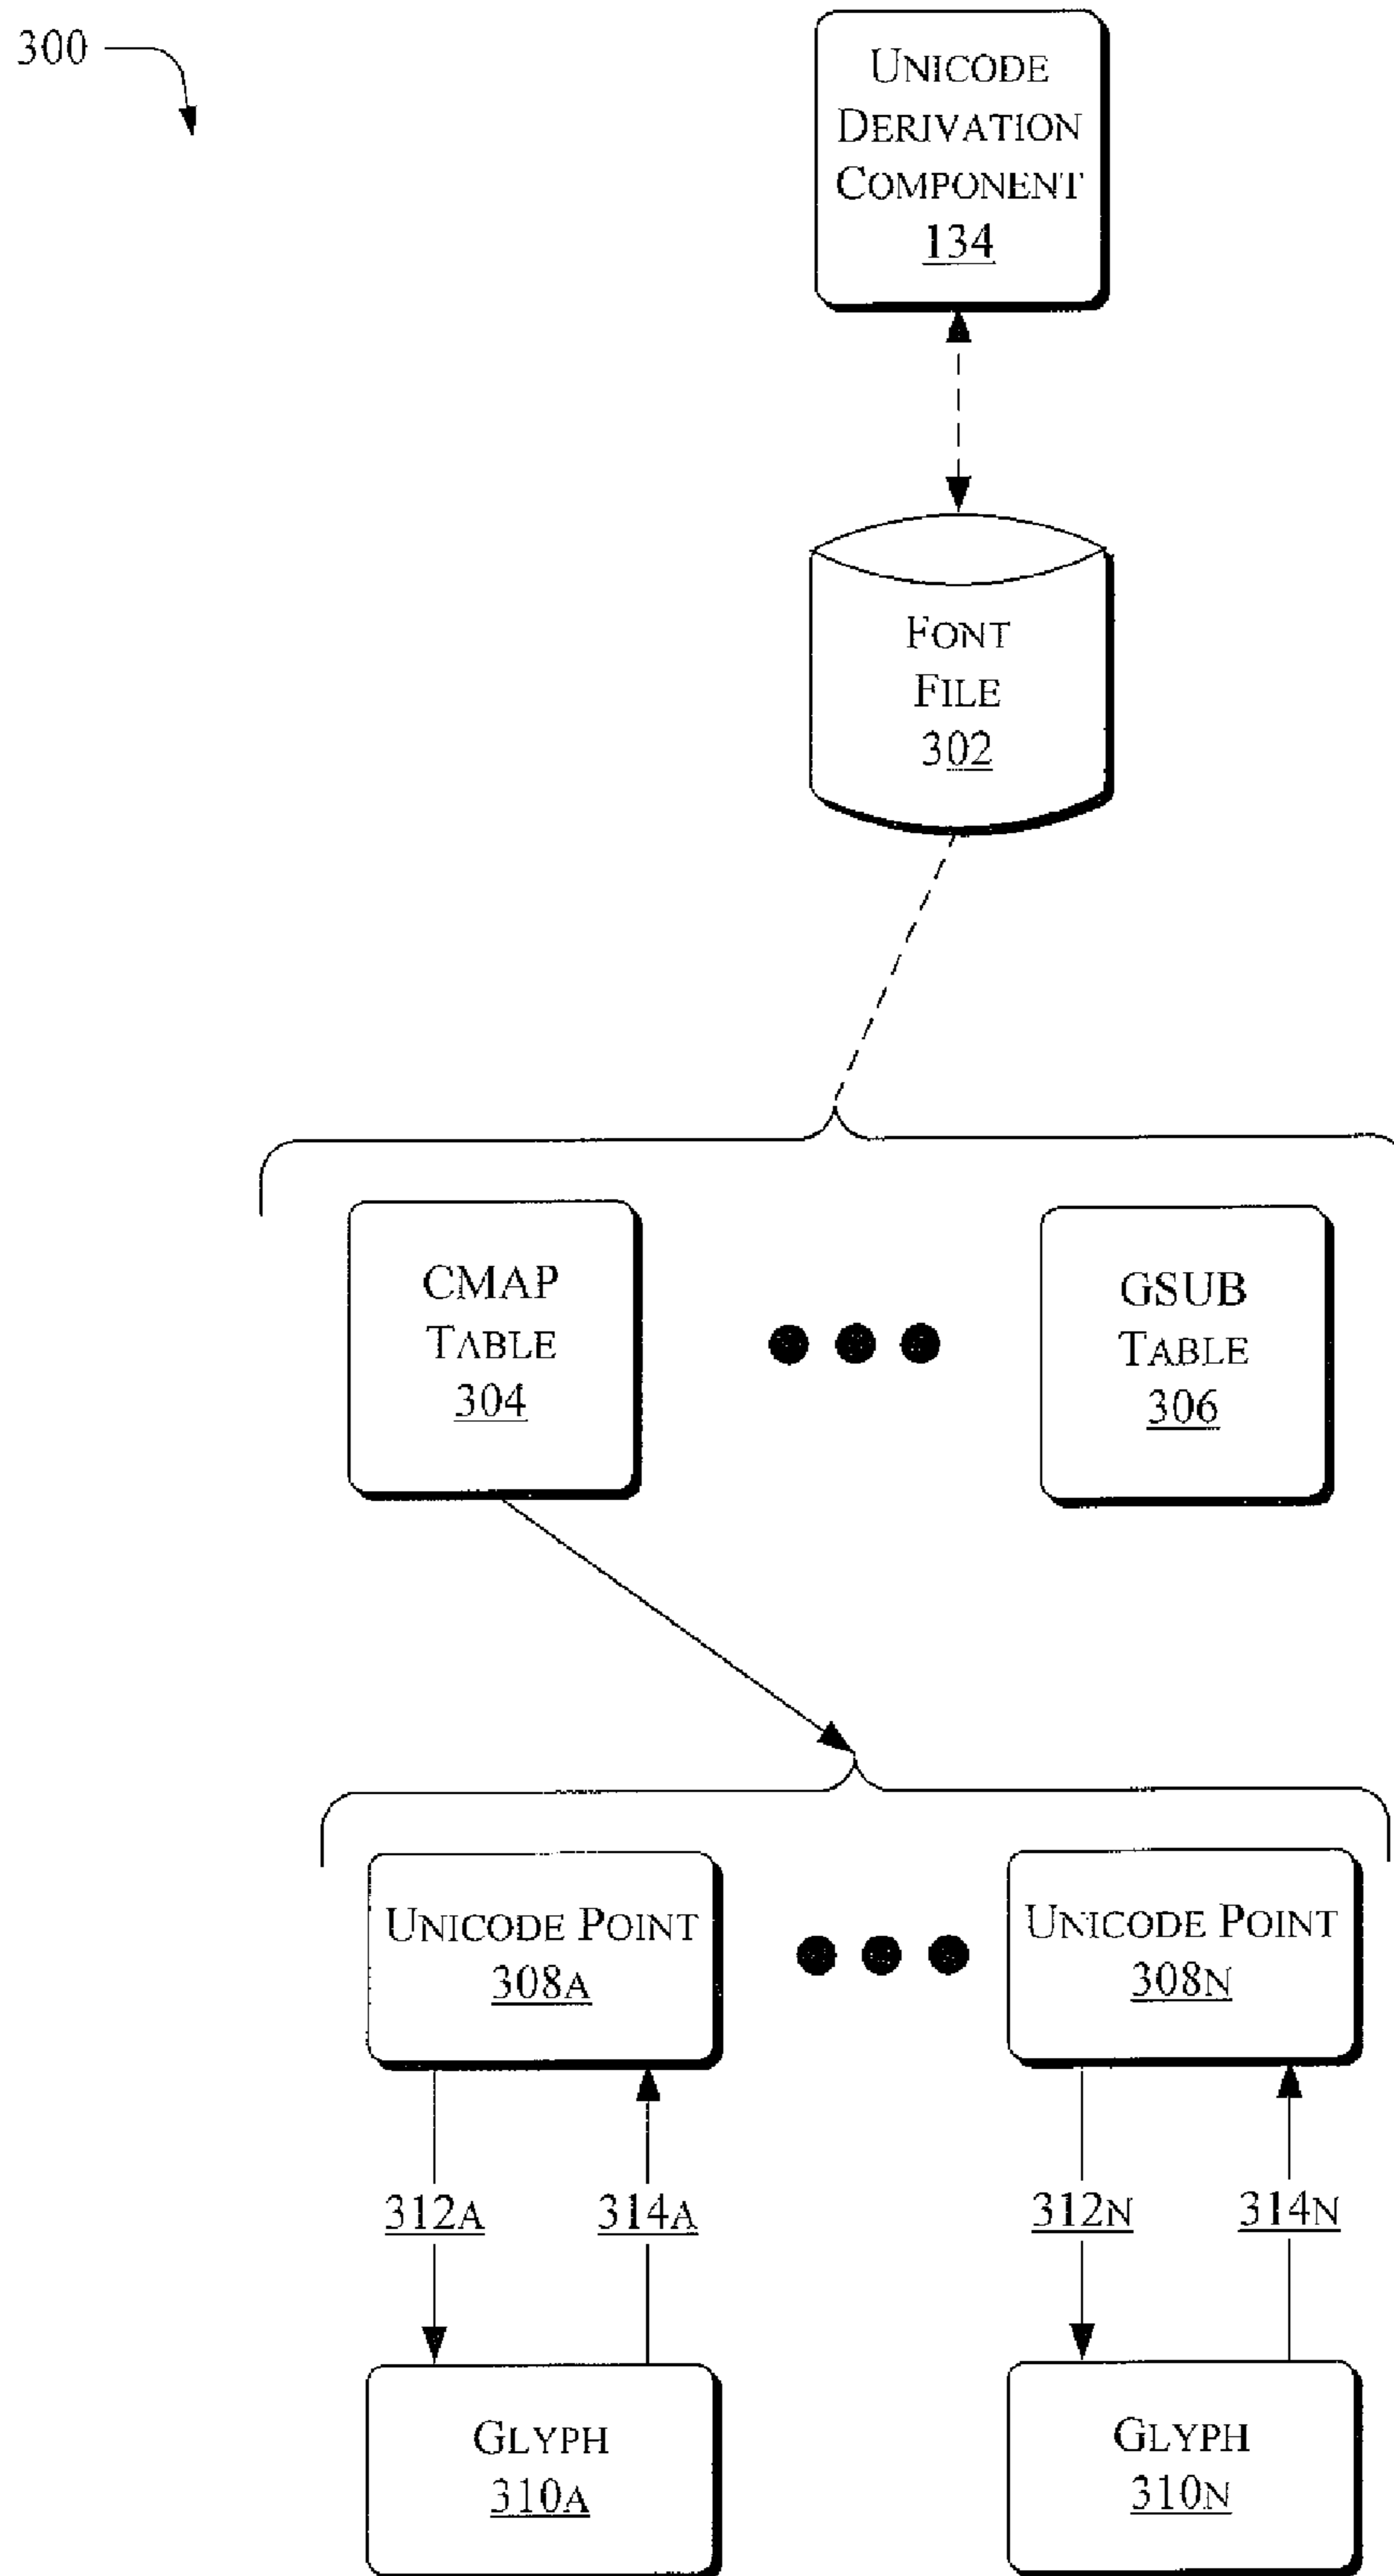 300
UNICODE
DERIVATION
COMPONENT
134
FONT
FILE
302
CMAP
TABLE
304
GSUB
TABLE
306
UNICODE POINT
308A
UNICODE POINT
308N
312A
314A
312N
314N
GLYPH
310A
GLYPH
310N